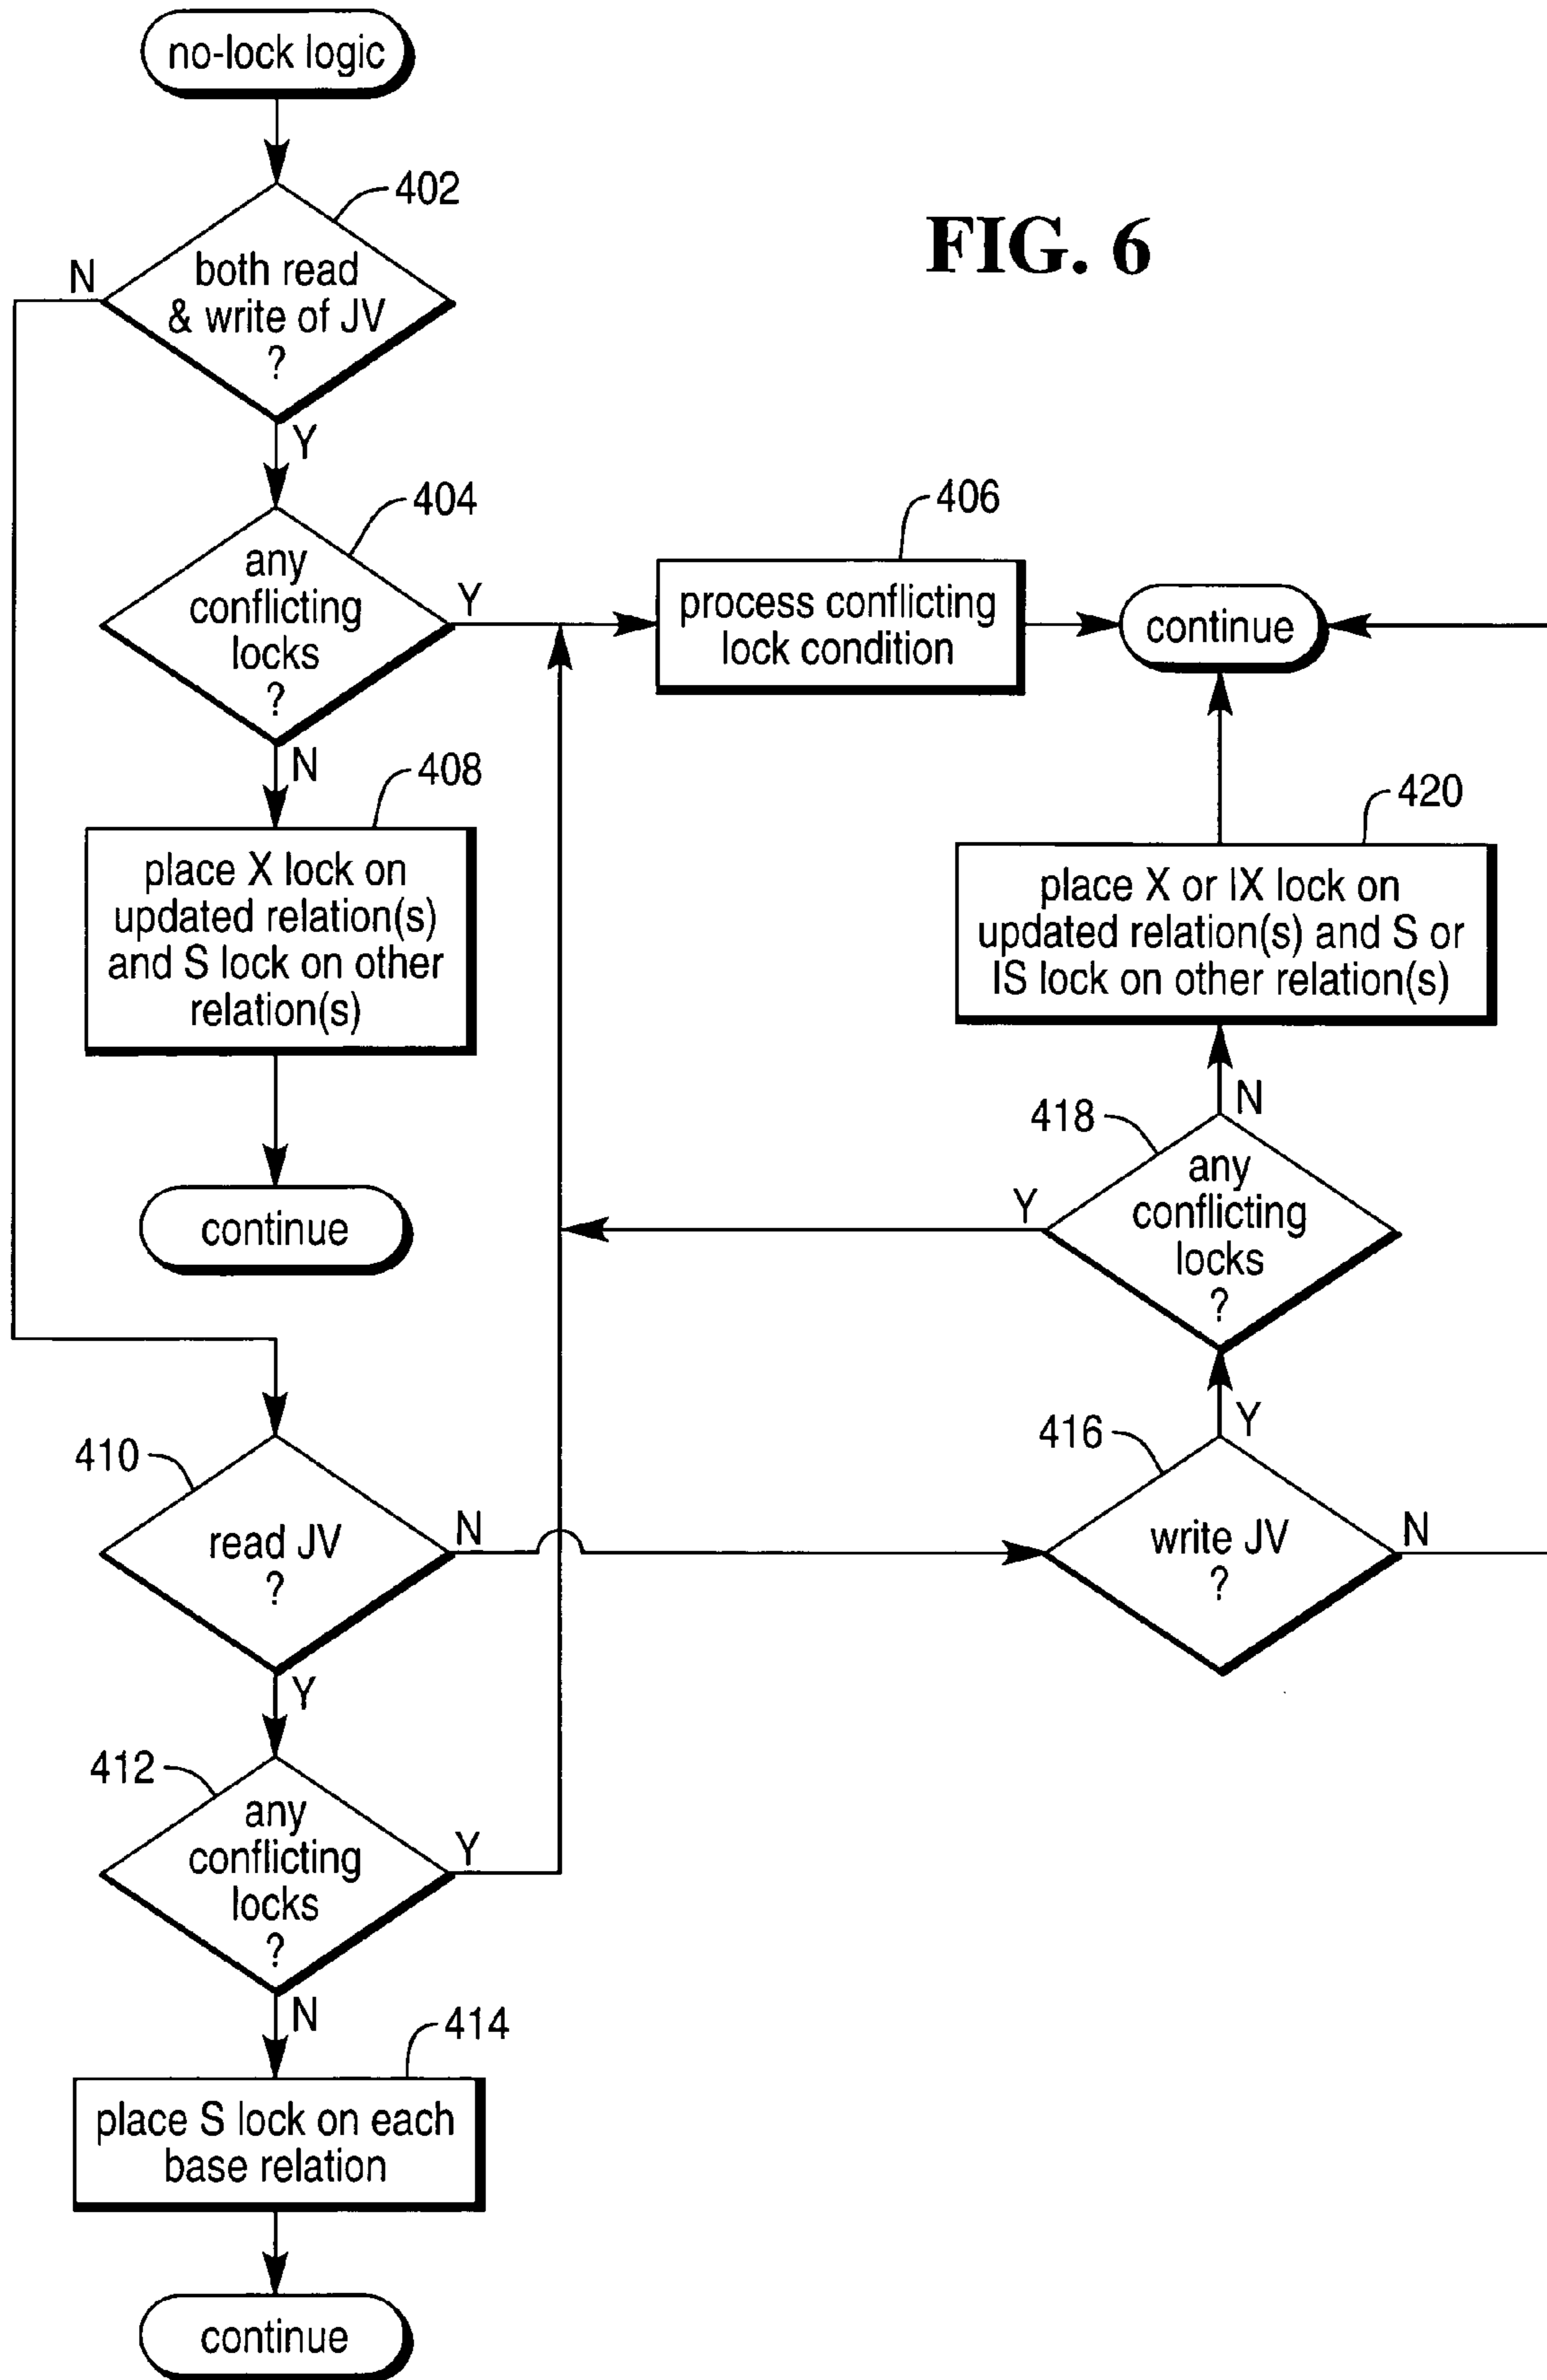 no-lock logic
402
FIG. 6
both read
& write of JV
?
N
Y
404
any
conflicting
locks
?
Y
N
406
process conflicting
lock condition
continue
408
place X lock on
updated relation(s)
and S lock on other
relation(s)
continue
420
place X or IX lock on
updated relation(s) and S or
IS lock on other relation(s)
418
N
any
conflicting
locks
?
Y
410
read JV
?
N
Y
416
Y
write JV
?
N
412
any
conflicting
locks
?
Y
N
414
place S lock on each
base relation
continue